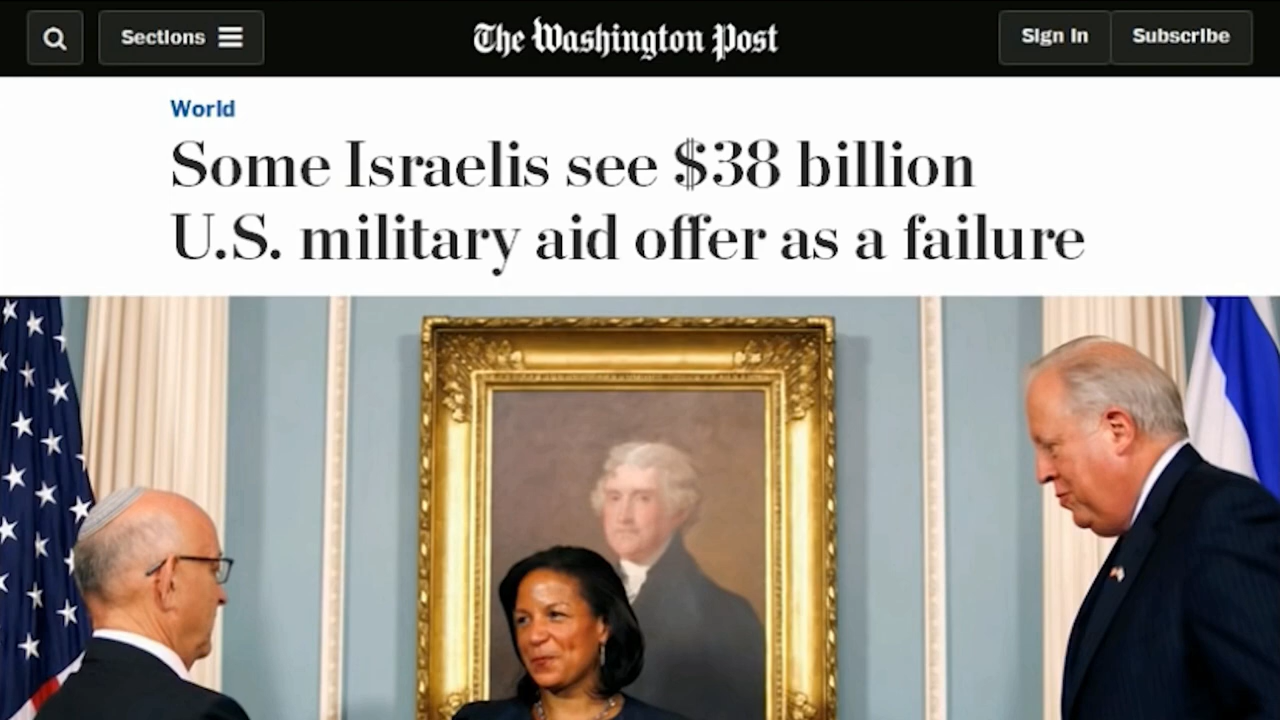 Sections
The Washington Post
Sign In
Subscribe
World
Some Israelis see $38 billion
U.S. military aid offer as a failure